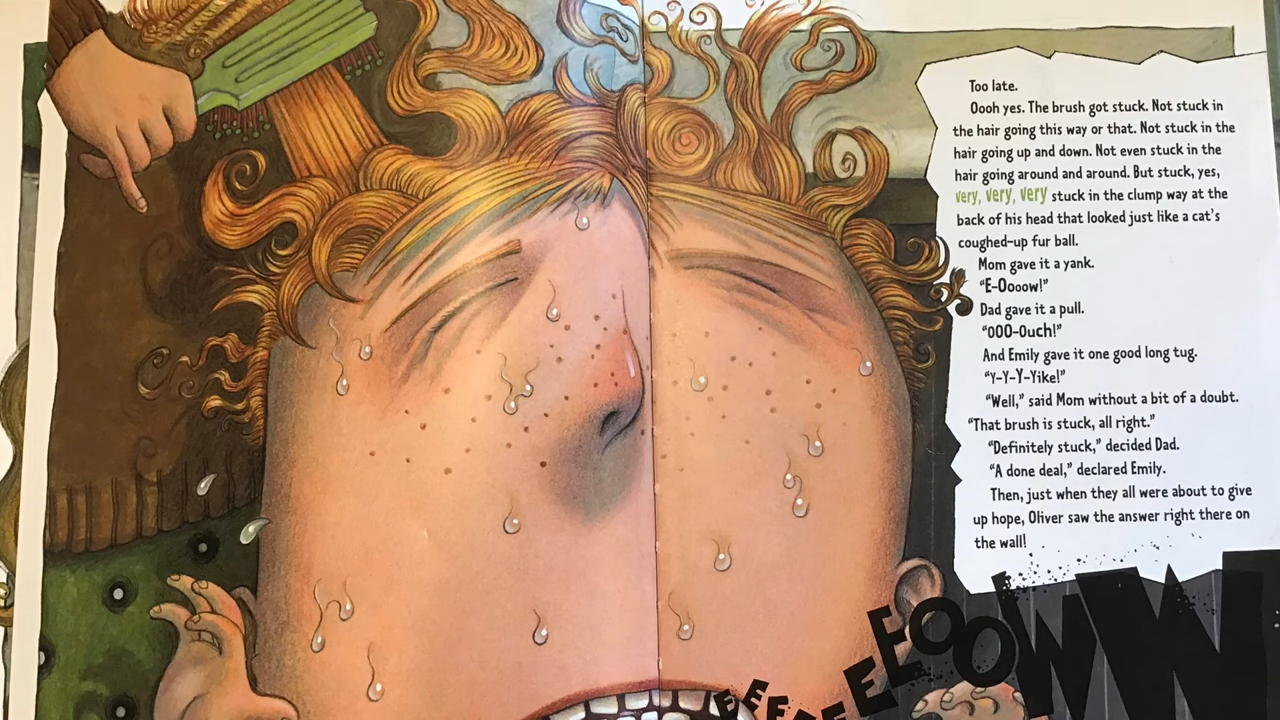 Too late.
Oooh yes. The brush got stuck. Not stuck in
the hair going this way or that. Not stuck in the
hair going up and down. Not even stuck in the
hair going around and around. But stuck, yes,
very, very, very stuck in the clump way at the
back of his head that looked just like a cat's
coughed-up fur ball.
Mom gave it a yank.
“E-Oooow!”
Dad gave it a pull.
“OOO-Ouch!”
And Emily gave it one good long tug.
“Y-Y-Y-Yike!”
“Well,” said Mom without a bit of a doubt.
“That brush is stuck, all right.”
“Definitely stuck,” decided Dad.
“A done deal,” declared Emily.
Then, just when they all were about to give
up hope, Oliver saw the answer right there on
the wall!
EEEEEEEOOOWWW